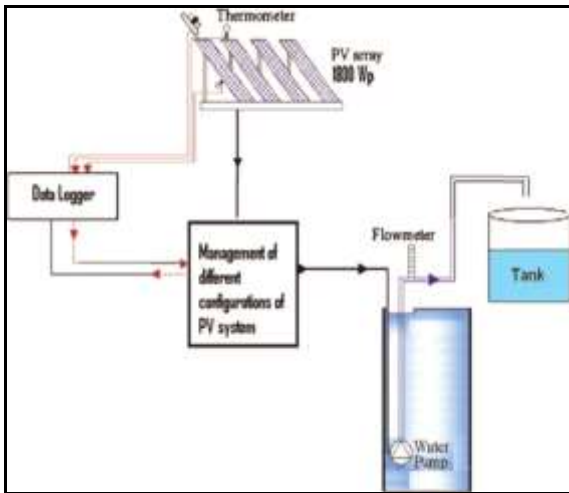 Thermometer
PV array
1800 Wp
Data Logger
Management of
different
configurations of
PV system
Flowmeter
Tank
Water
Pump